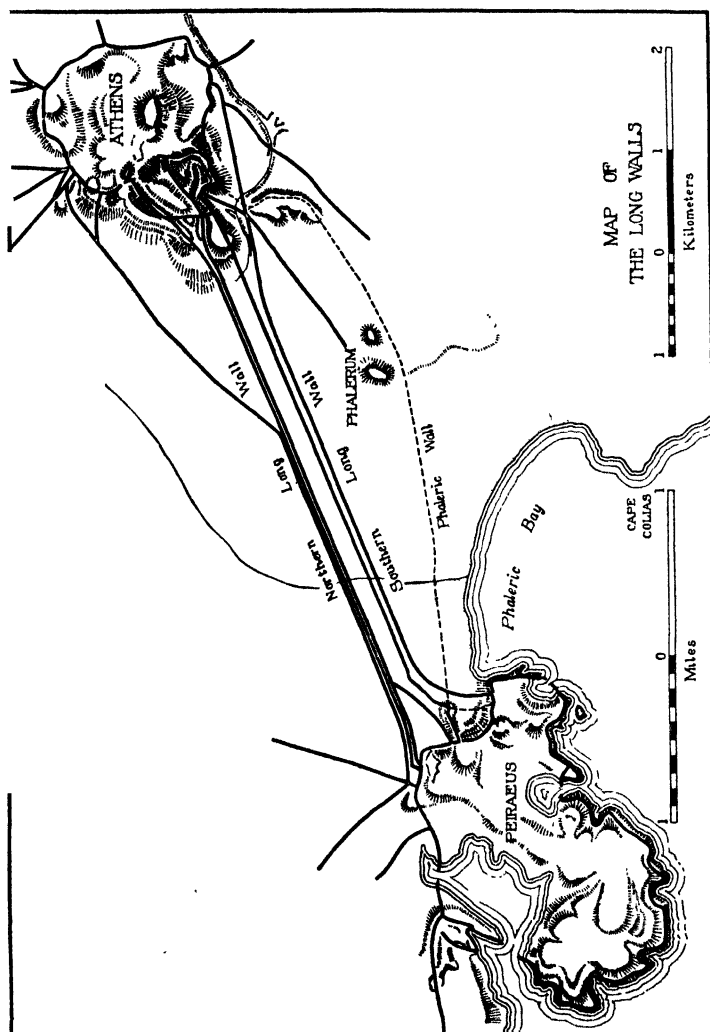 ATHENS
MAP OF
THE LONG WALLS
1 0 1 2
Kilometers
Northern Long Wall
Southern Long Wall
PHALERUM
Phaleric Wall
Phaleric Bay
CAPE
COLIAS
1 0 1
Miles
PEIRAEUS